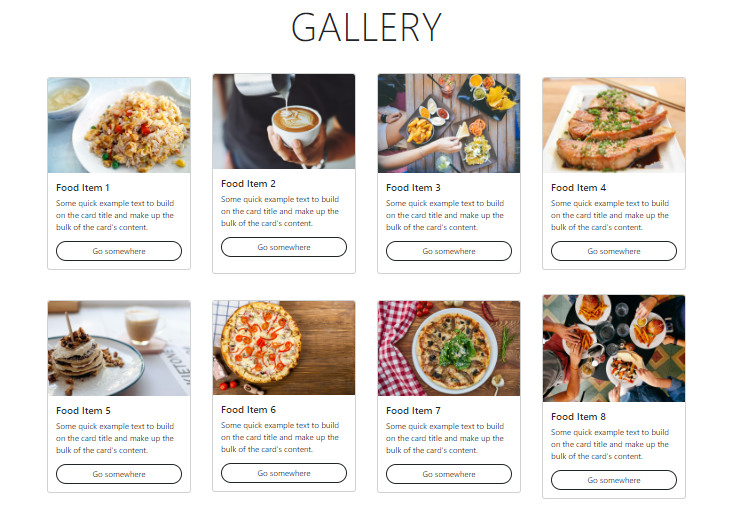 GALLERY
Food Item 1
Some quick example text to build
on the card title and make up the
bulk of the card's content.
Go somewhere
Food Item 2
Some quick example text to build
on the card title and make up the
bulk of the card's content.
Go somewhere
Food Item 3
Some quick example text to build
on the card title and make up the
bulk of the card's content.
Go somewhere
Food Item 4
Some quick example text to build
on the card title and make up the
bulk of the card's content.
Go somewhere
Food Item 5
Some quick example text to build
on the card title and make up the
bulk of the card's content.
Go somewhere
Food Item 6
Some quick example text to build
on the card title and make up the
bulk of the card's content.
Go somewhere
Food Item 7
Some quick example text to build
on the card title and make up the
bulk of the card's content.
Go somewhere
Food Item 8
Some quick example text to build
on the card title and make up the
bulk of the card's content.
Go somewhere